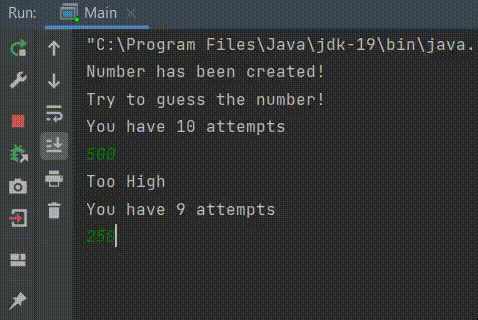 Run: Main
"C:\Program Files\Java\jdk-19\bin\java.
Number has been created!
Try to guess the number!
You have 10 attempts
500
Too High
You have 9 attempts
250